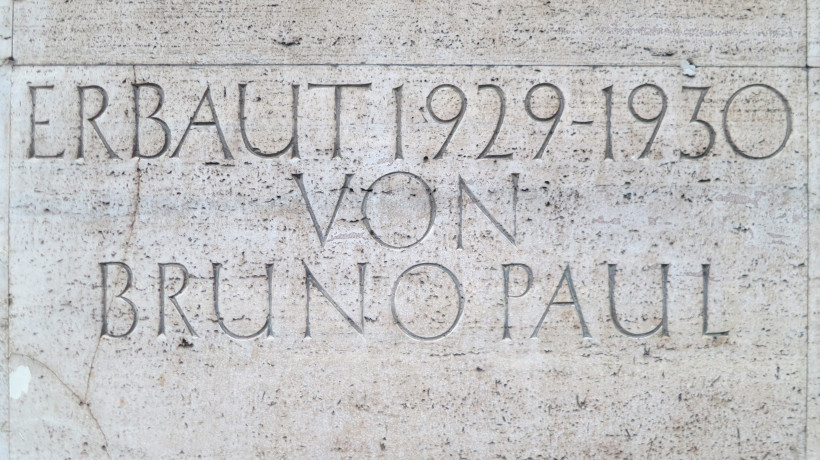 ERBAUT 1929-1930
VON
BRUNO PAUL